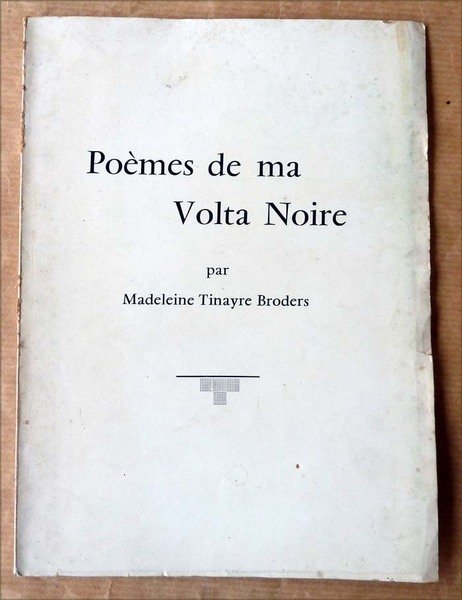 Poèmes de ma
Volta Noire
par
Madeleine Tinayre Broders